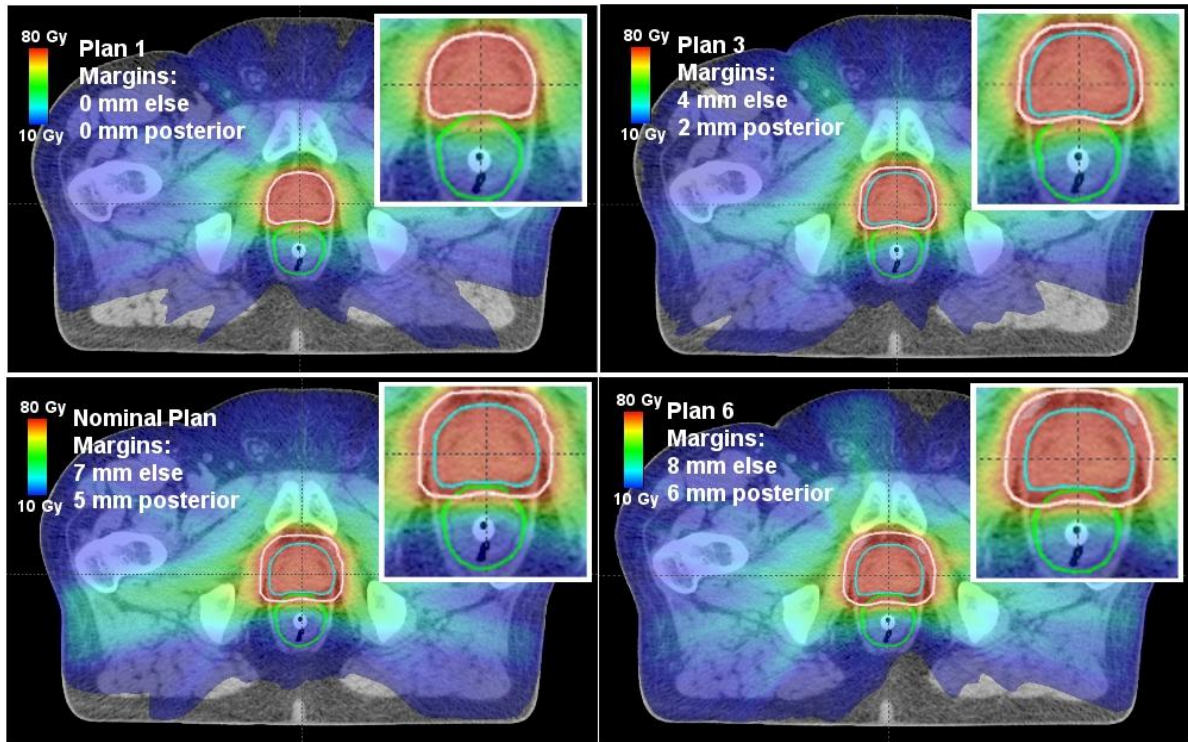 80 Gy
10 Gy
Plan 1
Margins:
0 mm else
0 mm posterior
80 Gy
10 Gy
Plan 3
Margins:
4 mm else
2 mm posterior
80 Gy
10 Gy
Nominal Plan
Margins:
7 mm else
5 mm posterior
80 Gy
10 Gy
Plan 6
Margins:
8 mm else
6 mm posterior